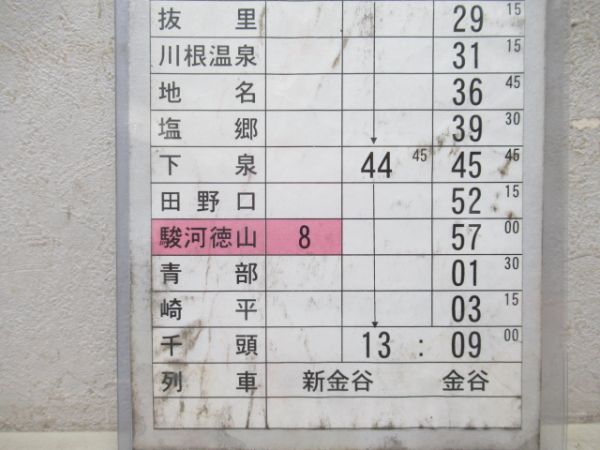 抜里 29 15
川根温泉 31 15
地名 36 45
塩郷 39 30
下泉 44 45 45 45
田野口 52 15
駿河徳山 8 57 00
青部 01 30
崎平 03 15
千頭 13 : 09 00
列車 新金谷 金谷